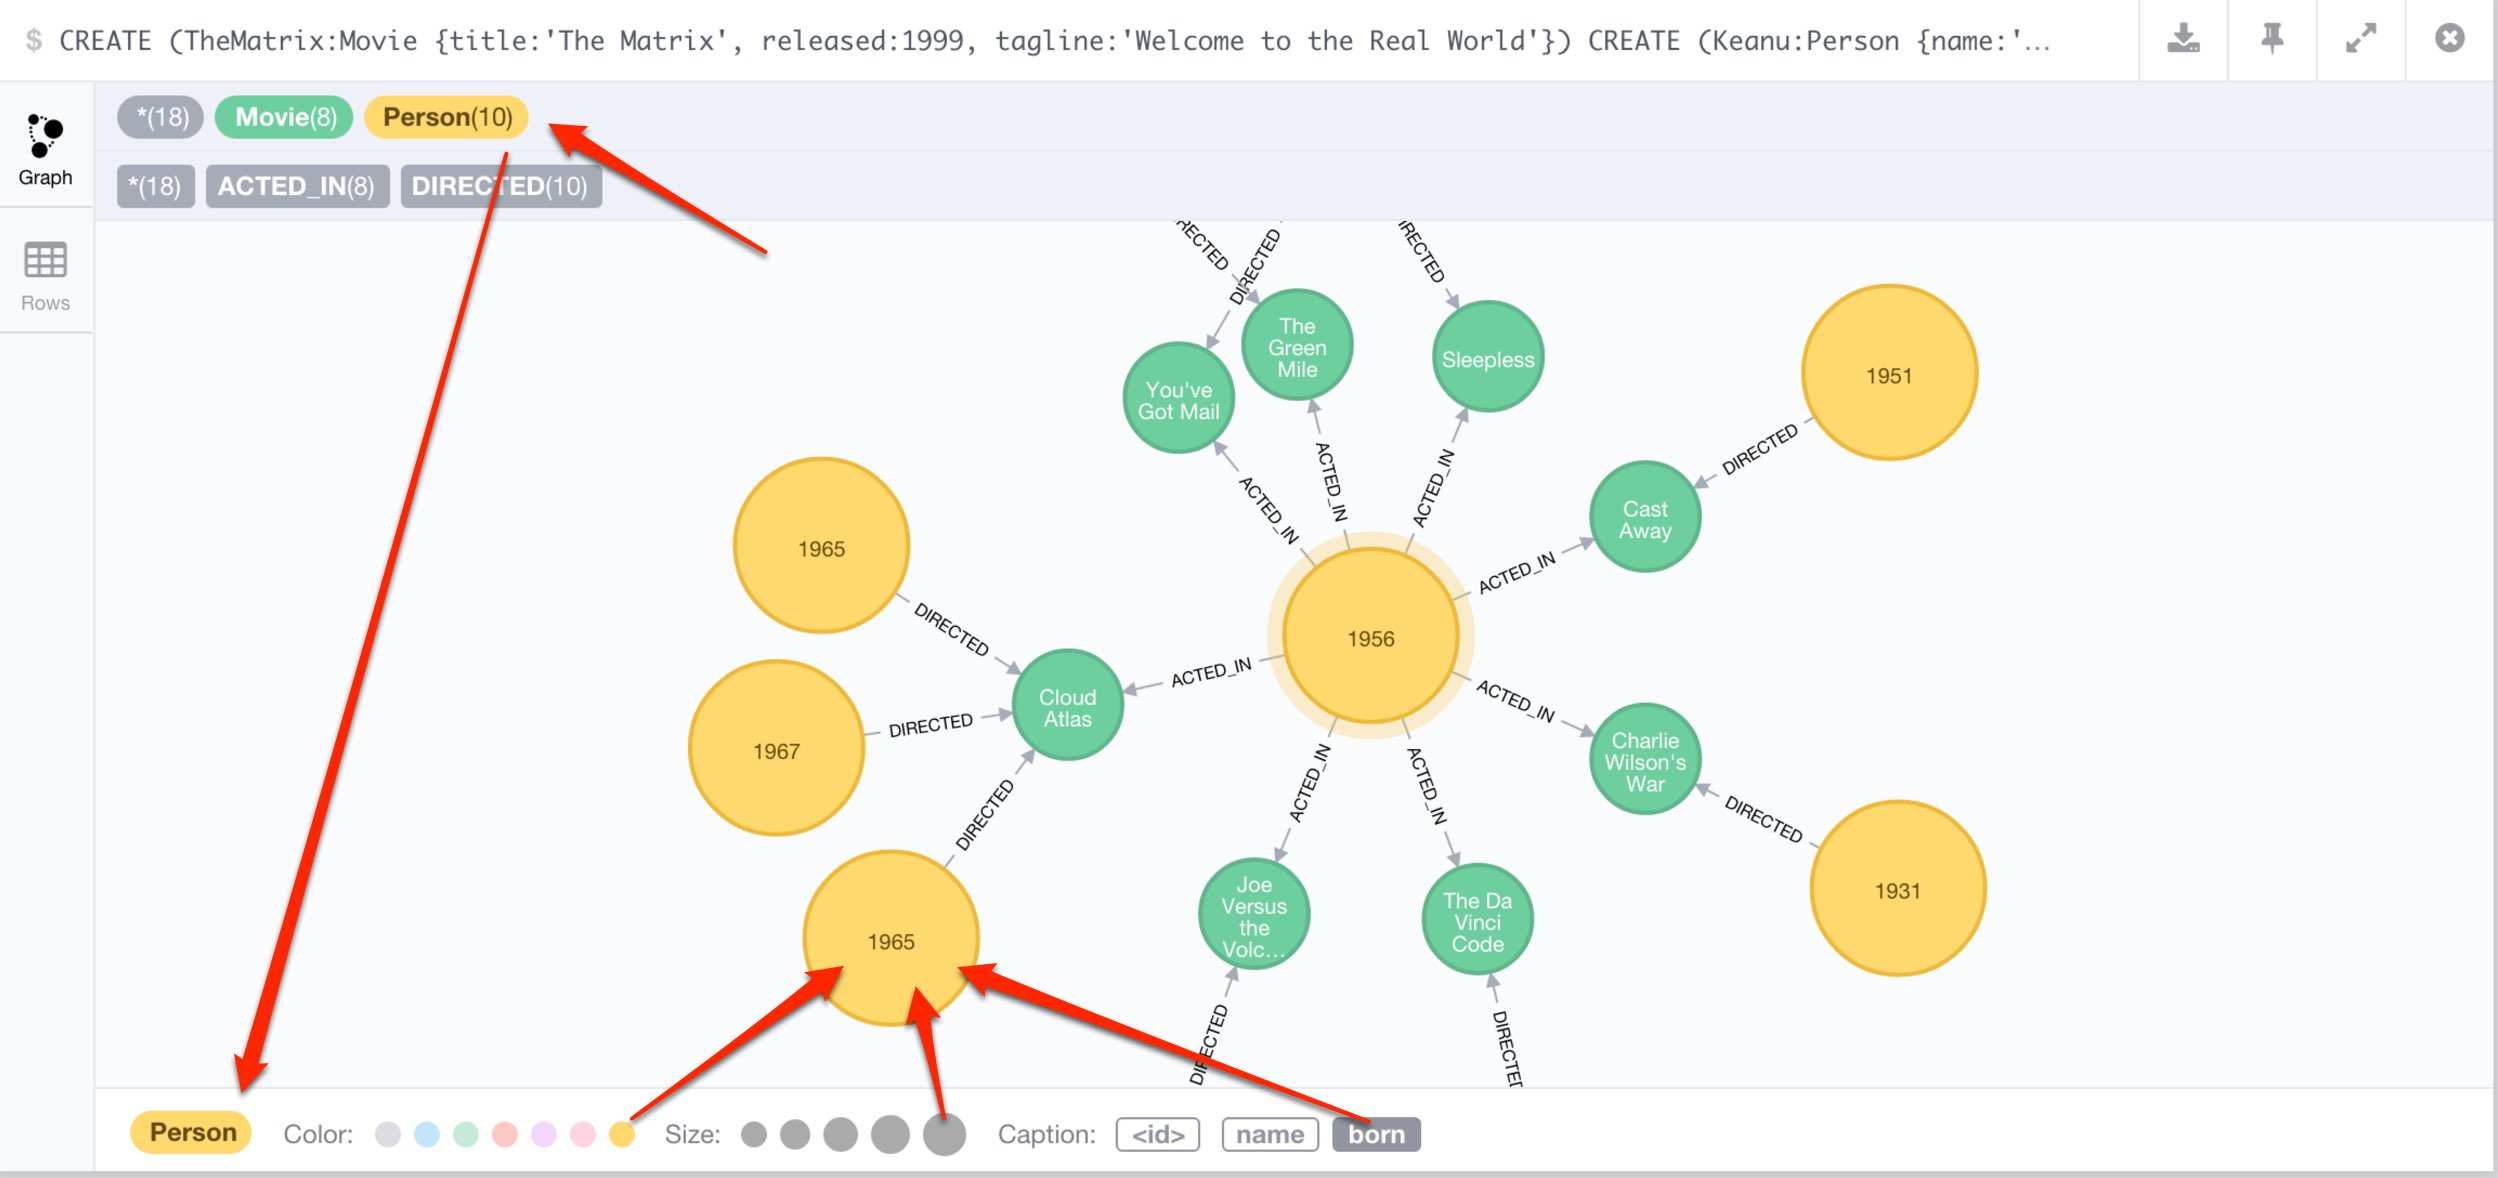 $ CREATE (TheMatrix:Movie {title:'The Matrix', released:1999, tagline:'Welcome to the Real World'}) CREATE (Keanu:Person {name:'...
Graph
Rows
*(18) Movie(8) Person(10)
*(18) ACTED_IN(8) DIRECTED(10)
RECTED
DIRECTED
IRECTED
The
Green
Mile
Sleepless
You've
Got Mail
1951
DIRECTED
ACTED_IN
ACTED_IN
ACTED_IN
Cast
Away
1965
DIRECTED
ACTED_IN
1956
ACTED_IN
Cloud
Atlas
1967
DIRECTED
DIRECTED
ACTED_IN
Charlie
Wilson's
War
DIRECTED
1931
ACTED_IN
ACTED_IN
1965
Joe
Versus
the
Volc...
The Da
Vinci
Code
DIRECTED
DIRECTED
Person Color: Size: Caption: <id> name born